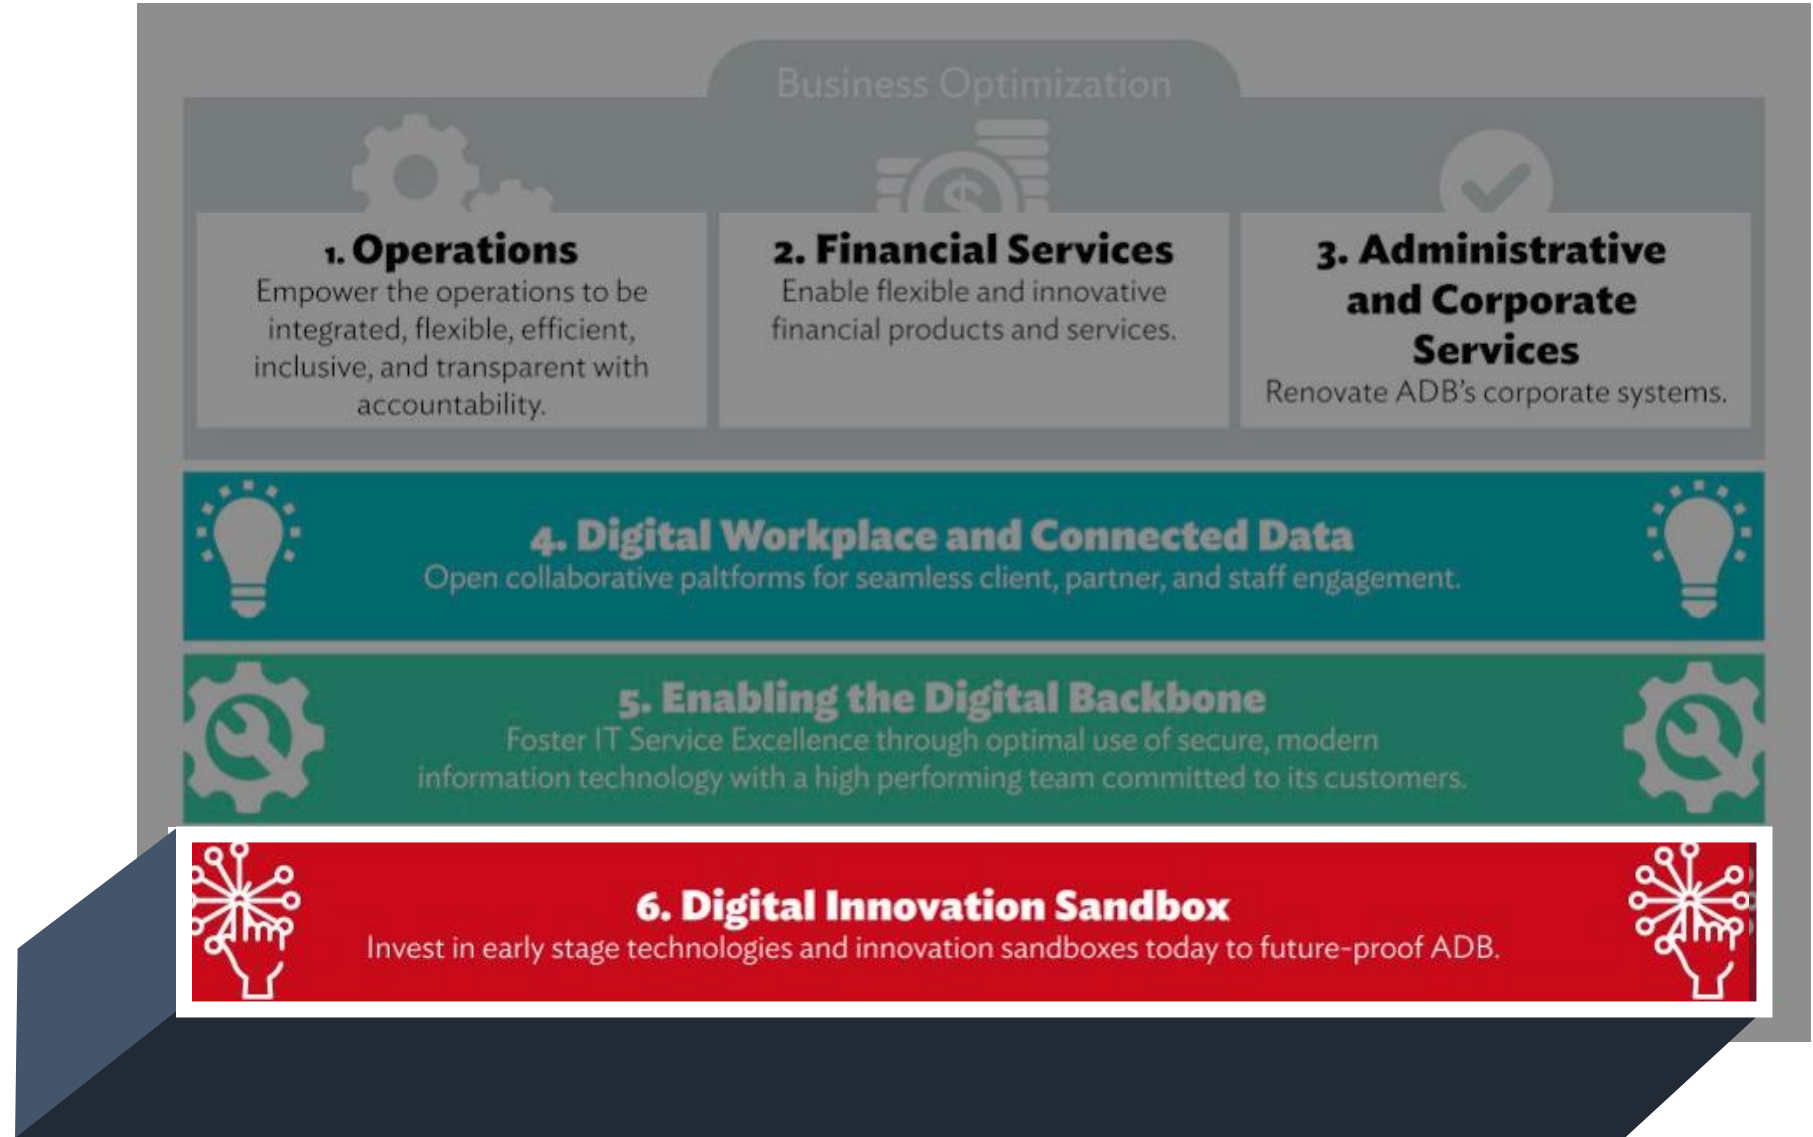 Business Optimization
1. Operations
Empower the operations to be
integrated, flexible, efficient,
inclusive, and transparent with
accountability.
2. Financial Services
Enable flexible and innovative
financial products and services.
3. Administrative
and Corporate
Services
Renovate ADB's corporate systems.
4. Digital Workplace and Connected Data
Open collaborative paltforms for seamless client, partner, and staff engagement.
5. Enabling the Digital Backbone
Foster IT Service Excellence through optimal use of secure, modern
information technology with a high performing team committed to its customers.
6. Digital Innovation Sandbox
Invest in early stage technologies and innovation sandboxes today to future-proof ADB.